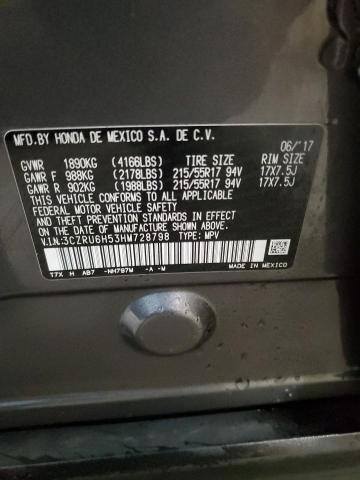 MFD.BY HONDA DE MEXICO S.A. DE C.V.
06/'17
GVWR 1890KG (4166LBS) RIM SIZE
GAWR F 988KG (2178LBS) 215/55R17 94V 17X7.5J
GAWR R 902KG (1988LBS) 215/55R17 94V 17X7.5J
THIS VEHICLE CONFORMS TO ALL APPLICABLE
FEDERAL MOTOR VEHICLE SAFETY AND THEFT
PREVENTION STANDARDS IN EFFECT ON THE DATE
OF MANUFACTURE SHOWN ABOVE.
V.I.N:3CZRU6H53HM728798 TYPE: MPV
T7X H AB7 -NH797M -A -M
MADE IN MEXICO